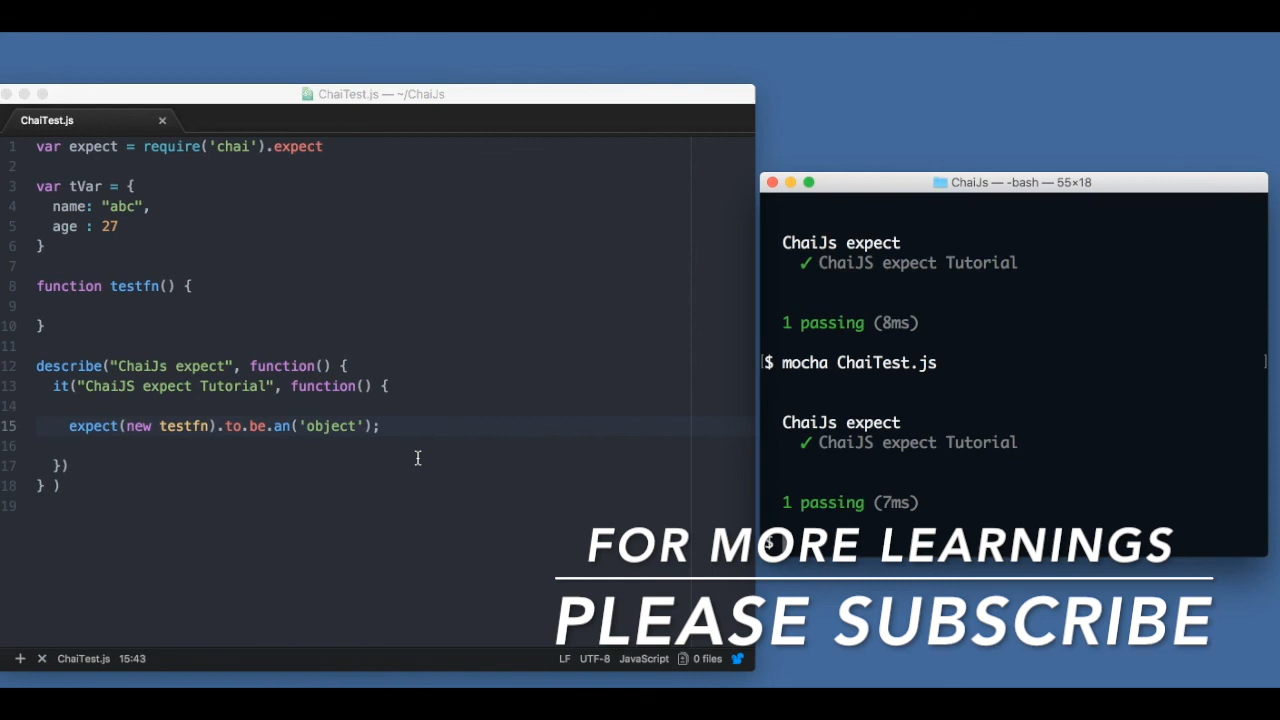 ChaiTest.js — ~/ChaiJs
ChaiTest.js
1 var expect = require('chai').expect
2
3 var tVar = {
4 name: "abc",
5 age : 27
6 }
7
8 function testfn() {
9
10 }
11
12 describe("ChaiJs expect", function() {
13 it("ChaiJS expect Tutorial", function() {
14
15 expect(new testfn).to.be.an('object');
16
17 })
18 } )
19
ChaiTest.js 15:43
LF UTF-8 JavaScript 0 files
ChaiJs — -bash — 55×18
ChaiJs expect
✓ ChaiJS expect Tutorial
1 passing (8ms)
[$ mocha ChaiTest.js ]
ChaiJs expect
✓ ChaiJS expect Tutorial
1 passing (7ms)
$
FOR MORE LEARNINGS
PLEASE SUBSCRIBE